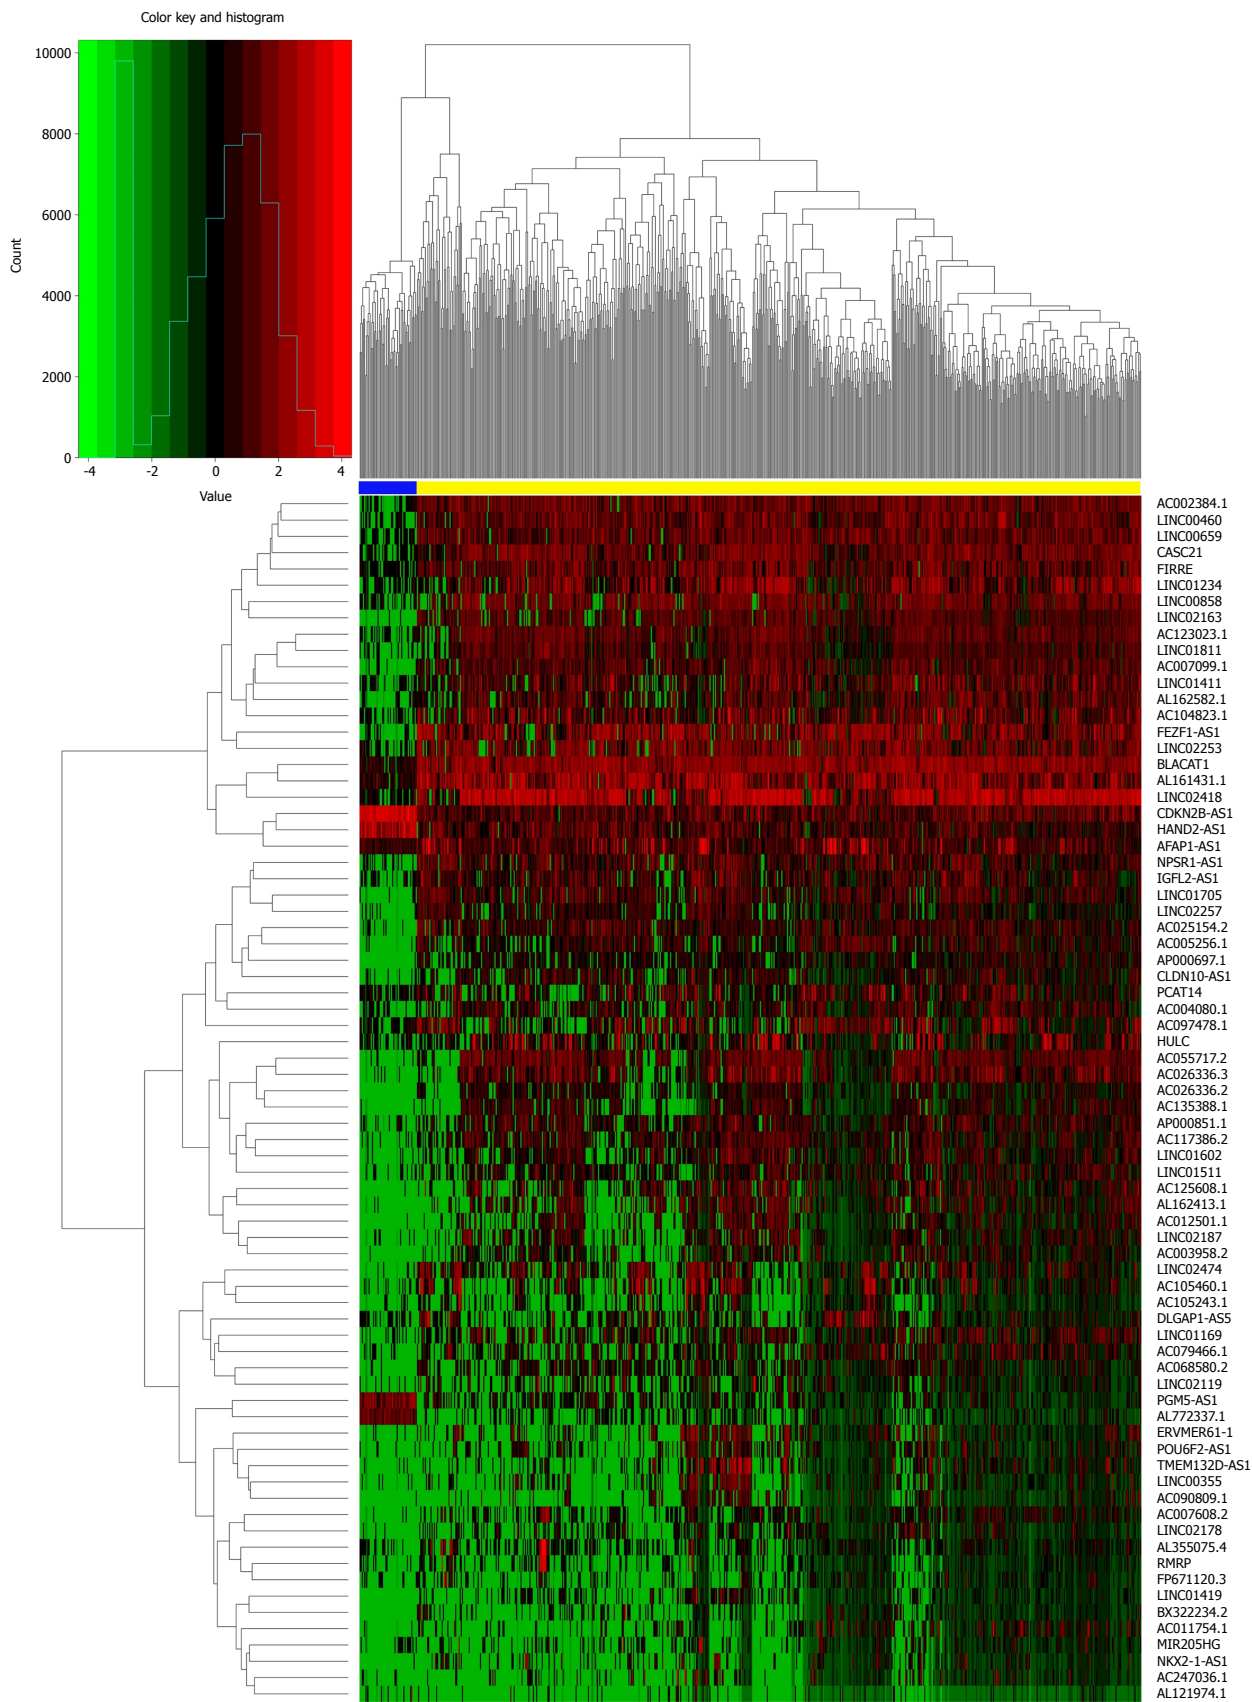 Color key and histogram
10000
8000
6000
4000
2000
0
Count
-4 -2 0 2 4
Value
AC002384.1
LINC00460
LINC00659
CASC21
FIRRE
LINC01234
LINC00858
LINC02163
AC123023.1
LINC01811
AC007099.1
LINC01411
AL162582.1
AC104823.1
FEZF1-AS1
LINC02253
BLACAT1
AL161431.1
LINC02418
CDKN2B-AS1
HAND2-AS1
AFAP1-AS1
NPSR1-AS1
IGFL2-AS1
LINC01705
LINC02257
AC025154.2
AC005256.1
AP000697.1
CLDN10-AS1
PCAT14
AC004080.1
AC097478.1
HULC
AC055717.2
AC026336.3
AC026336.2
AC135388.1
AP000851.1
AC117386.2
LINC01602
LINC01511
AC125608.1
AL162413.1
AC012501.1
LINC02187
AC003958.2
LINC02474
AC105460.1
AC105243.1
DLGAP1-AS5
LINC01169
AC079466.1
AC068580.2
LINC02119
PGM5-AS1
AL772337.1
ERVMER61-1
POU6F2-AS1
TMEM132D-AS1
LINC00355
AC090809.1
AC007608.2
LINC02178
AL355075.4
RMRP
FP671120.3
LINC01419
BX322234.2
AC011754.1
MIR205HG
NKX2-1-AS1
AC247036.1
AL121974.1